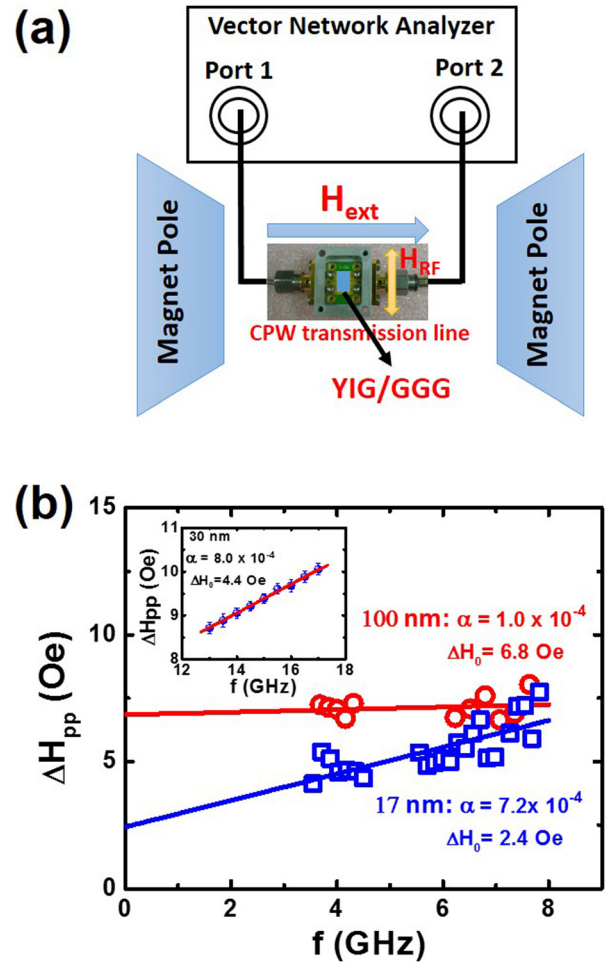 (a)
Vector Network Analyzer
Port 1
Port 2
Magnet Pole
Hext
HRF
Magnet Pole
CPW transmission line
YIG/GGG
(b)
15
10
5
0
ΔHpp (Oe)
11
10
9
8
ΔHpp (Oe)
30 nm
α = 8.0 x 10-4
ΔH0=4.4 Oe
12 14 16 18
f (GHz)
100 nm: α = 1.0 x 10-4
ΔH0= 6.8 Oe
17 nm: α = 7.2x 10-4
ΔH0= 2.4 Oe
0 2 4 6 8
f (GHz)